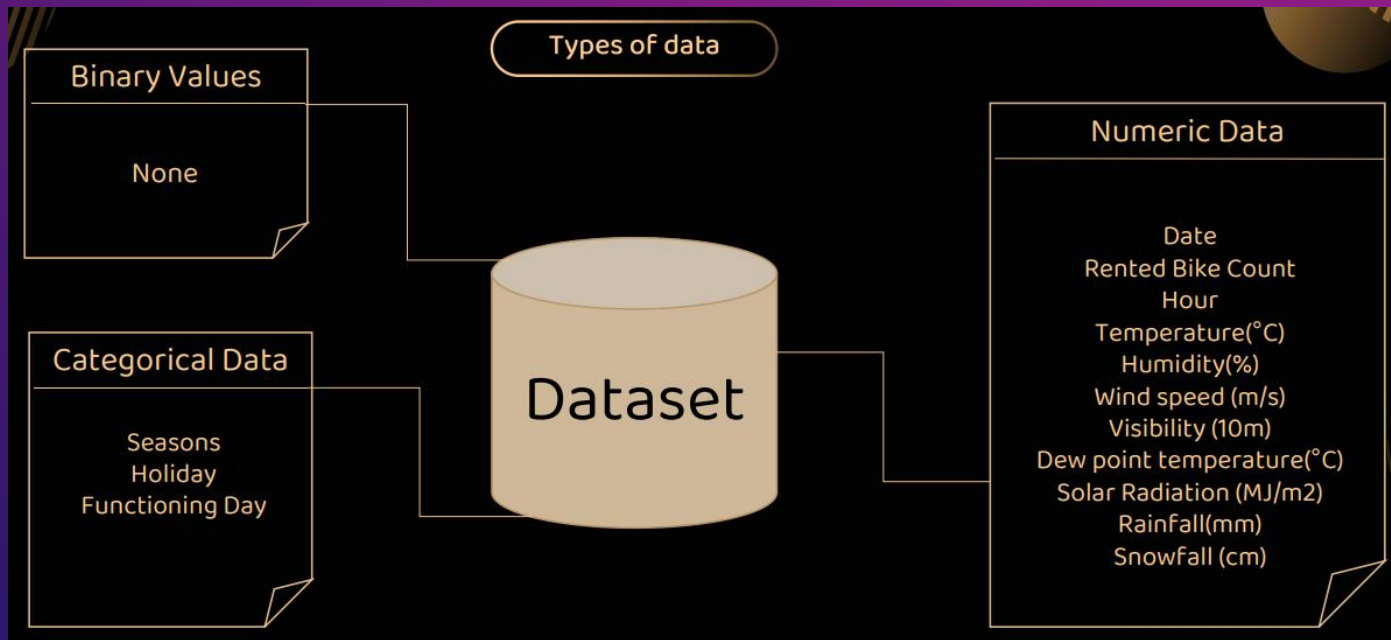 Types of data
Binary Values
None
Categorical Data
Seasons
Holiday
Functioning Day
Dataset
Numeric Data
Date
Rented Bike Count
Hour
Temperature(°C)
Humidity(%)
Wind speed (m/s)
Visibility (10m)
Dew point temperature(°C)
Solar Radiation (MJ/m2)
Rainfall(mm)
Snowfall (cm)